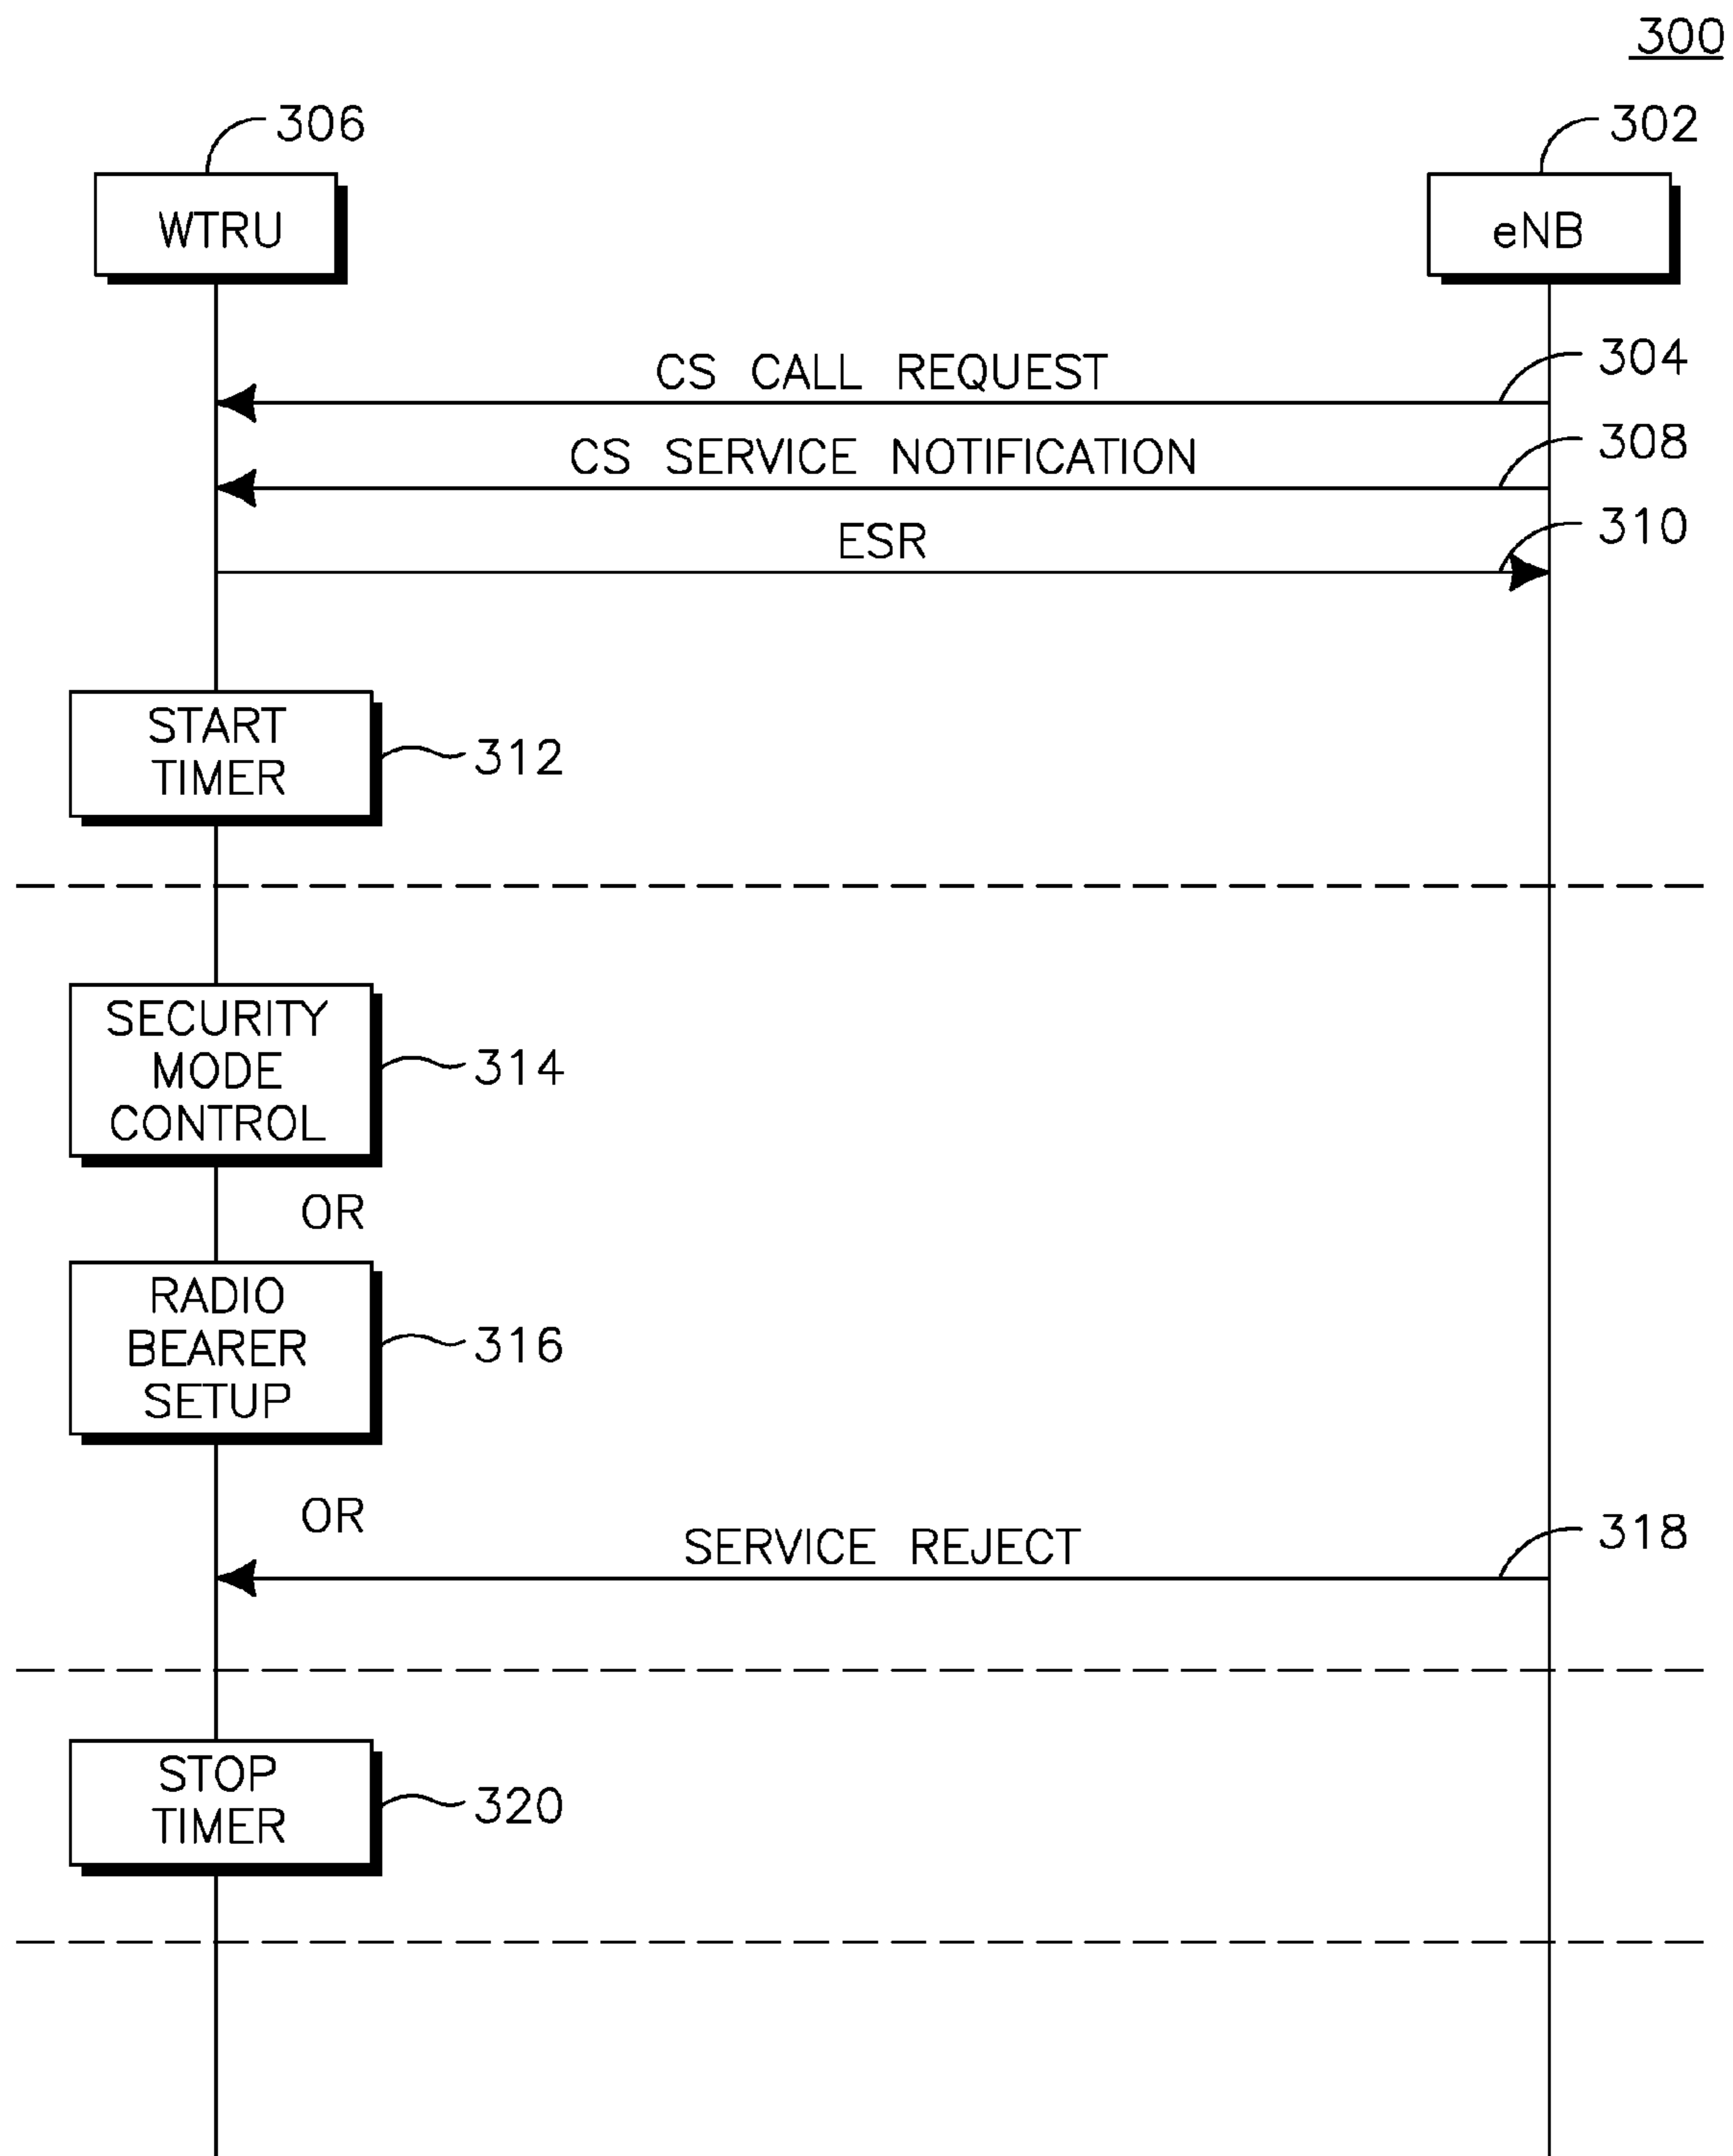 300
306
302
WTRU
eNB
CS CALL REQUEST
304
CS SERVICE NOTIFICATION
308
ESR
310
START
TIMER
312
SECURITY
MODE
CONTROL
314
OR
RADIO
BEARER
SETUP
316
OR
SERVICE REJECT
318
STOP
TIMER
320